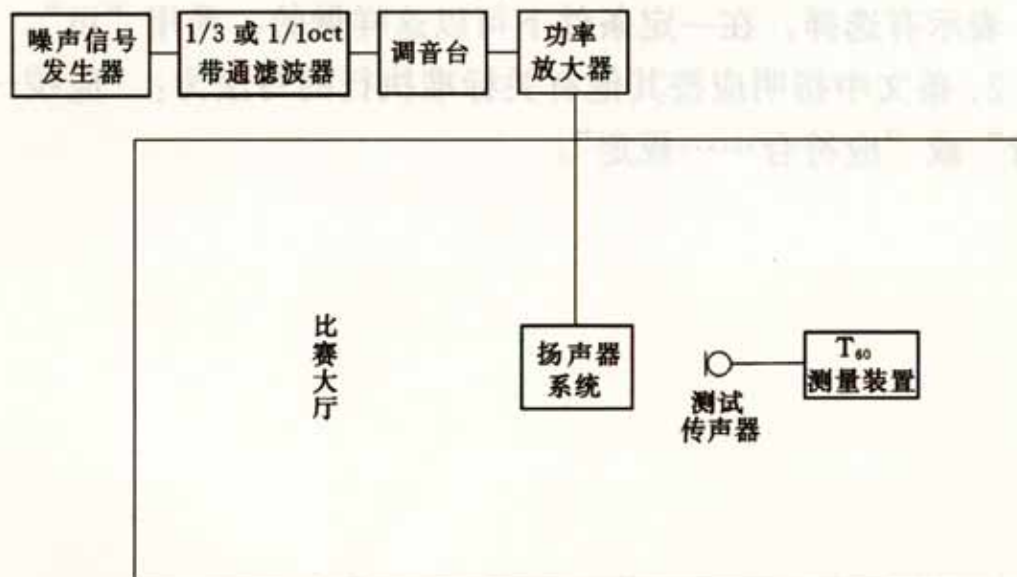 噪声信号
发生器
1/3 或 1/1oct
带通滤波器
调音台
功率
放大器
比
赛
大
厅
扬声器
系统
测试
传声器
T₆₀
测量装置